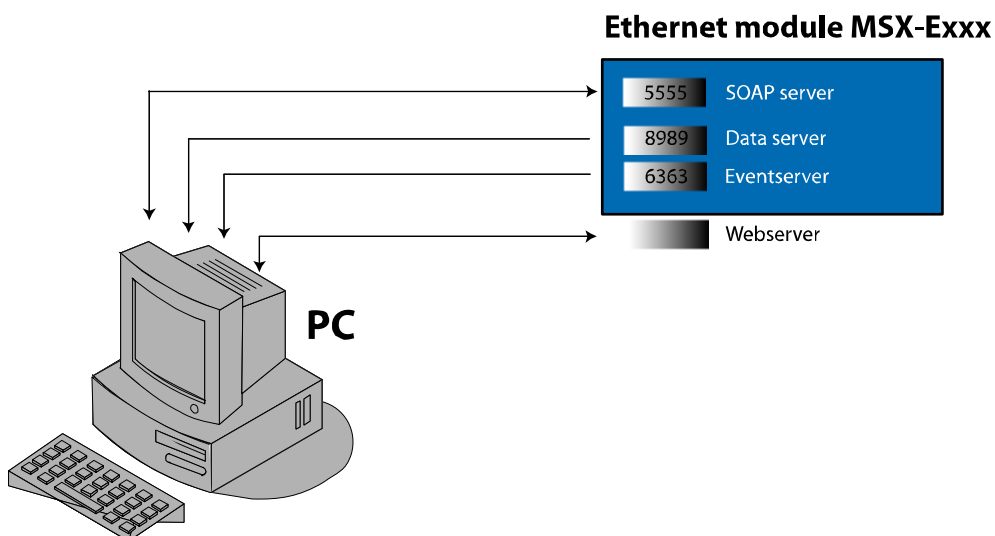 Ethernet module MSX-Exxx
5555 SOAP server
8989 Data server
6363 Eventserver
Webserver
PC